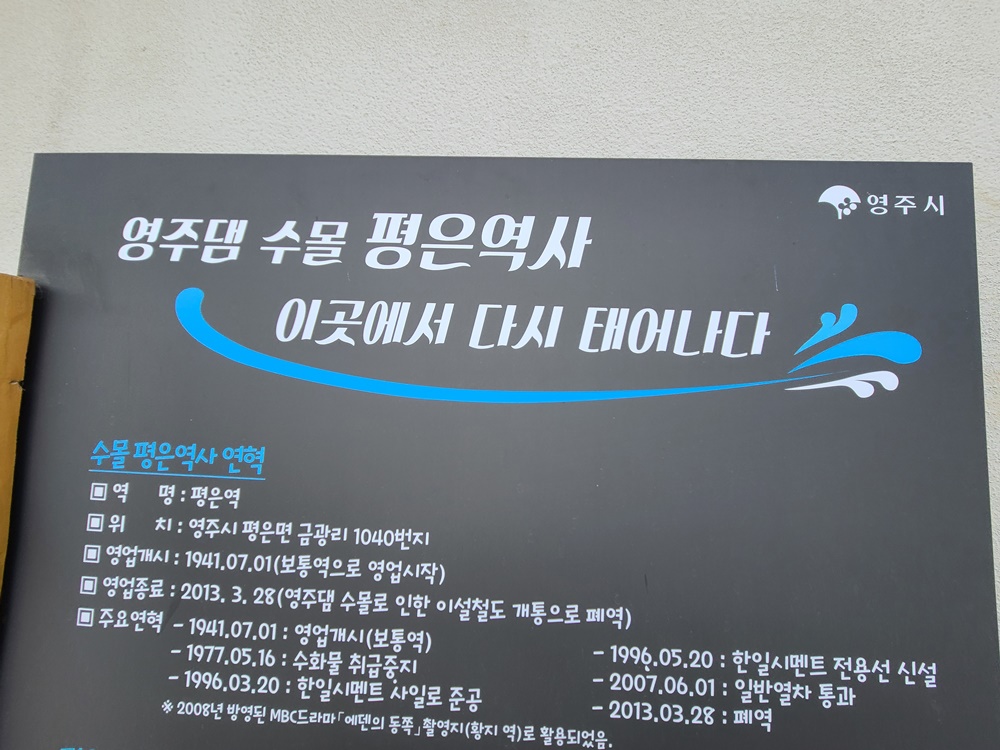 영주시
영주댐 수몰 평은역사
이곳에서 다시 태어나다
수몰 평은역사 연혁
▣ 역 명 : 평은역
▣ 위 치 : 영주시 평은면 금광리 1040번지
▣ 영업개시 : 1941.07.01(보통역으로 영업시작)
▣ 영업종료 : 2013. 3. 28(영주댐 수몰로 인한 이설철도 개통으로 폐역)
▣ 주요연혁 - 1941.07.01 : 영업개시(보통역)
- 1977.05.16 : 수화물 취급중지
- 1996.03.20 : 한일시멘트 사일로 준공
- 1996.05.20 : 한일시멘트 전용선 신설
- 2007.06.01 : 일반열차 통과
- 2013.03.28 : 폐역
※ 2008년 방영된 MBC드라마「에덴의 동쪽」촬영지(황지 역)로 활용되었음.